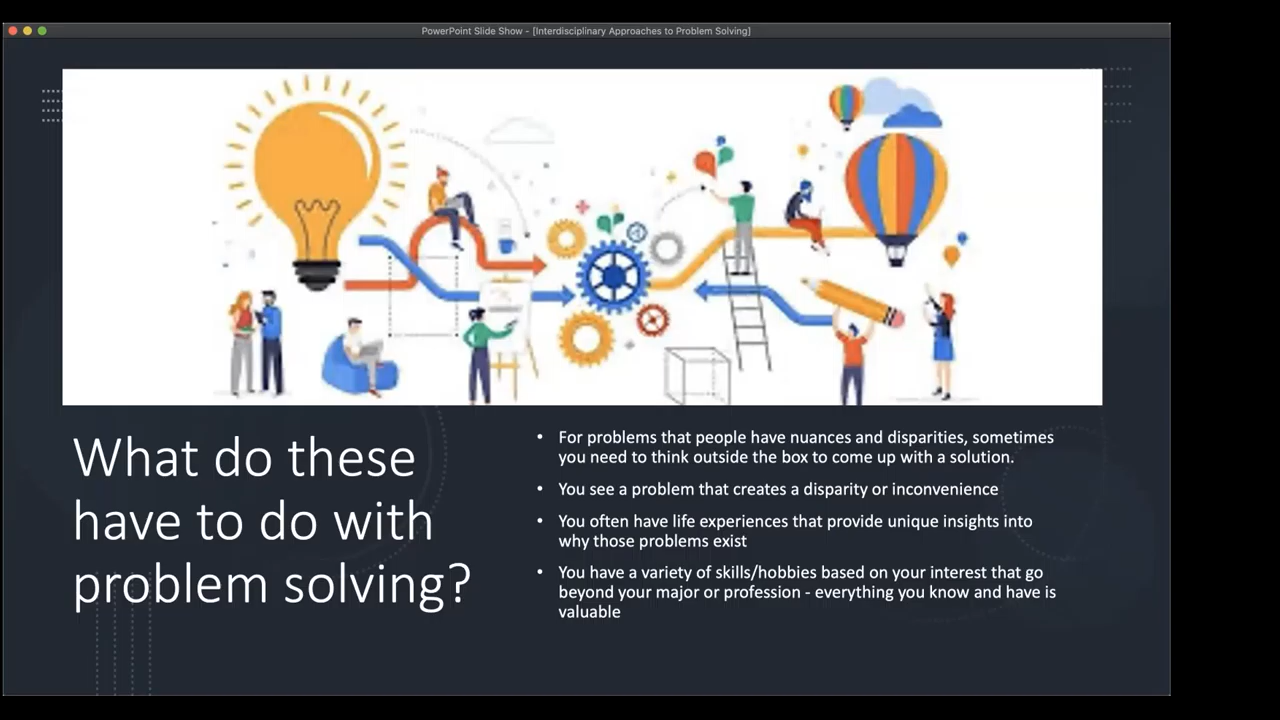 PowerPoint Slide Show - [Interdisciplinary Approaches to Problem Solving]
What do these
have to do with
problem solving?
• For problems that people have nuances and disparities, sometimes
you need to think outside the box to come up with a solution.
• You see a problem that creates a disparity or inconvenience
• You often have life experiences that provide unique insights into
why those problems exist
• You have a variety of skills/hobbies based on your interest that go
beyond your major or profession - everything you know and have is
valuable